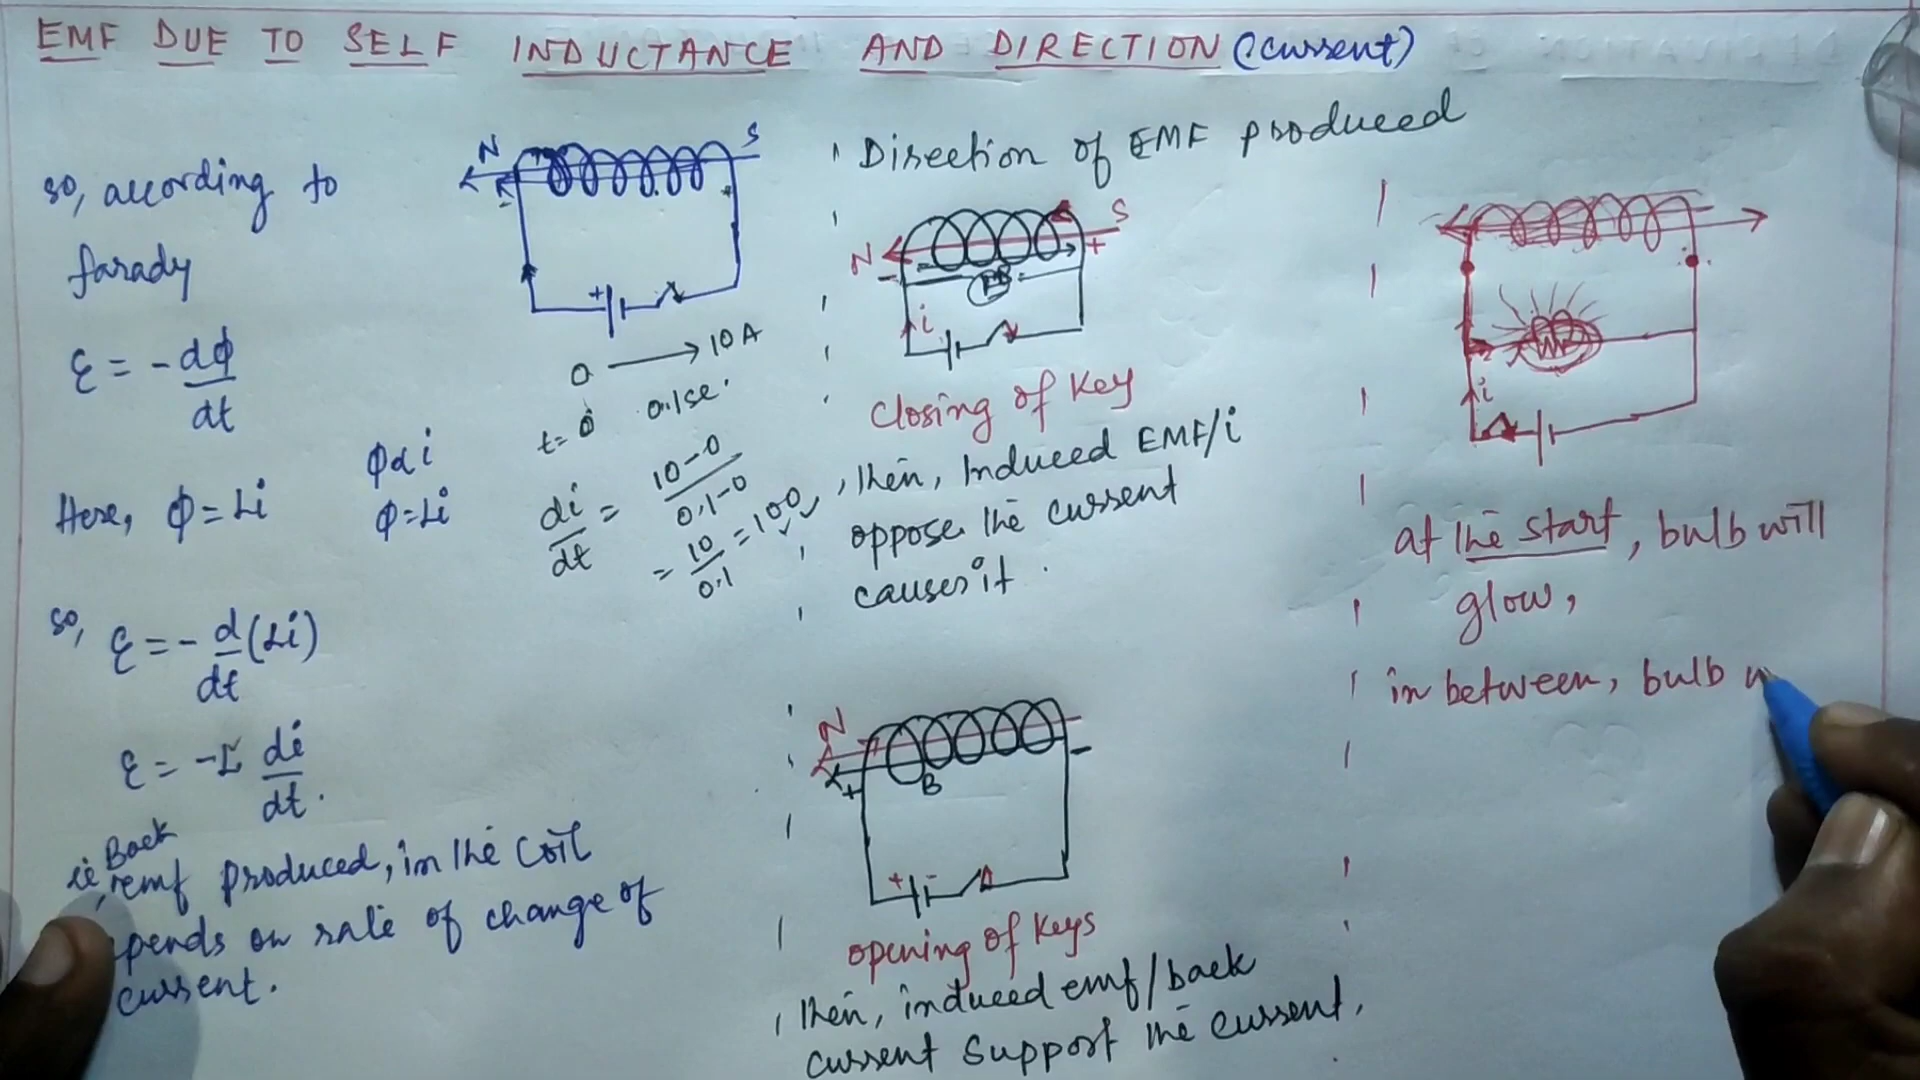 EMF DUE TO SELF INDUCTANCE AND DIRECTION (current)
so, according to
farady
ε = -dφ
dt
Here, φ = Li
φ α i
φ = Li
so, ε = - d (Li)
dt
ε = -L di
dt.
ie, Back
emf produced, in the coil
pends on rate of change of
current.
N S
+
0 → 10A
t= 0 0.1se.
di = 10-0
dt 0.1-0
= 10 = 100
0.1
Direction of EMF produced
N S
- +
i
Closing of Key
, then, Induced EMF/i
oppose the current
causes it.
N
B
+ -
+ -
opening of Keys
then, induced emf/back
current support the current.
i
at the start, bulb will
glow,
in between, bulb